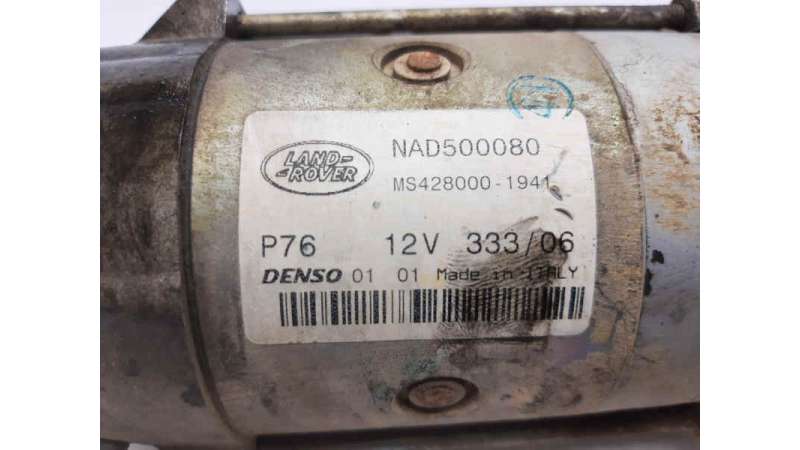 LAND-
-ROVER
NAD500080
MS428000-1941
P76 12V 333/06
DENSO 01 01 Made in ITALY